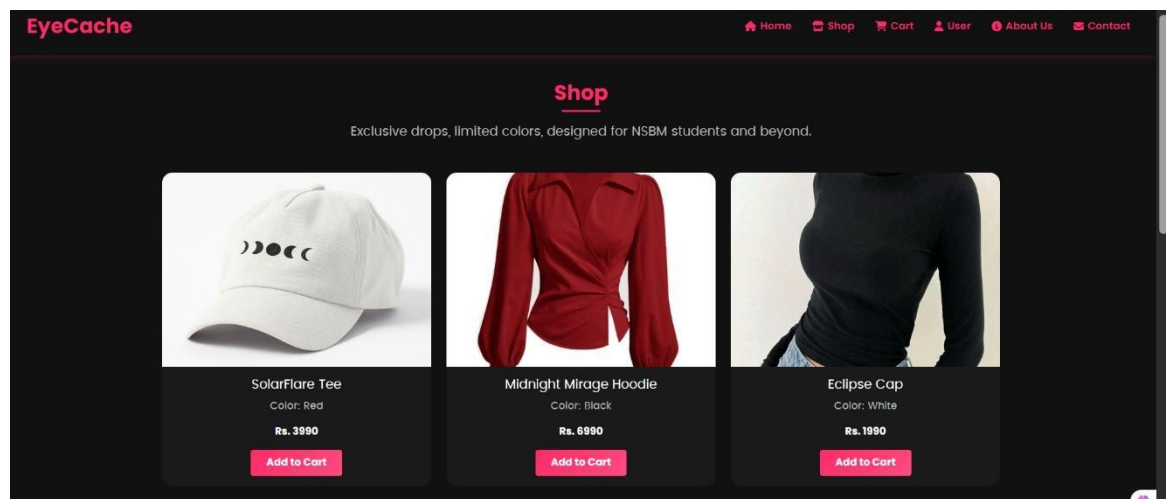 EyeCache
Home Shop Cart User About Us Contact
Shop
Exclusive drops, limited colors, designed for NSBM students and beyond.
SolarFlare Tee
Color: Red
Rs. 3990
Add to Cart
Midnight Mirage Hoodie
Color: Black
Rs. 6990
Add to Cart
Eclipse Cap
Color: White
Rs. 1990
Add to Cart